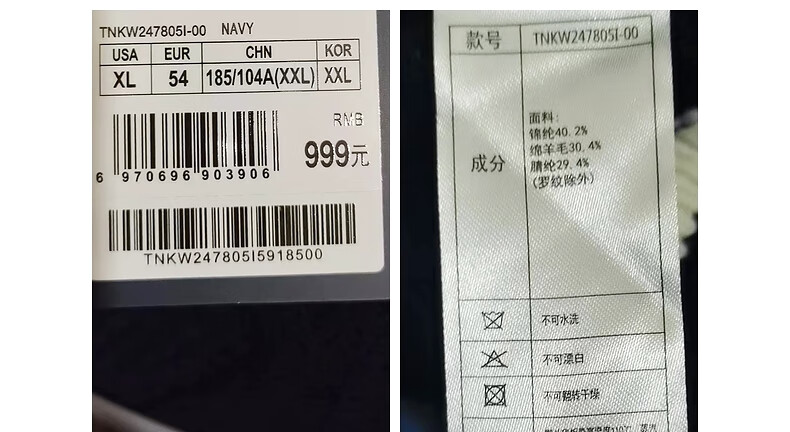 TNKW247805I-00 NAVY
USA EUR CHN KOR
XL 54 185/104A(XXL) XXL
RMB
999元
6 970696 903906
TNKW247805I5918500
款号 TNKW247805I-00
成分
面料:
锦纶40.2%
绵羊毛30.4%
腈纶29.4%
(罗纹除外)
不可水洗
不可漂白
不可翻转干燥